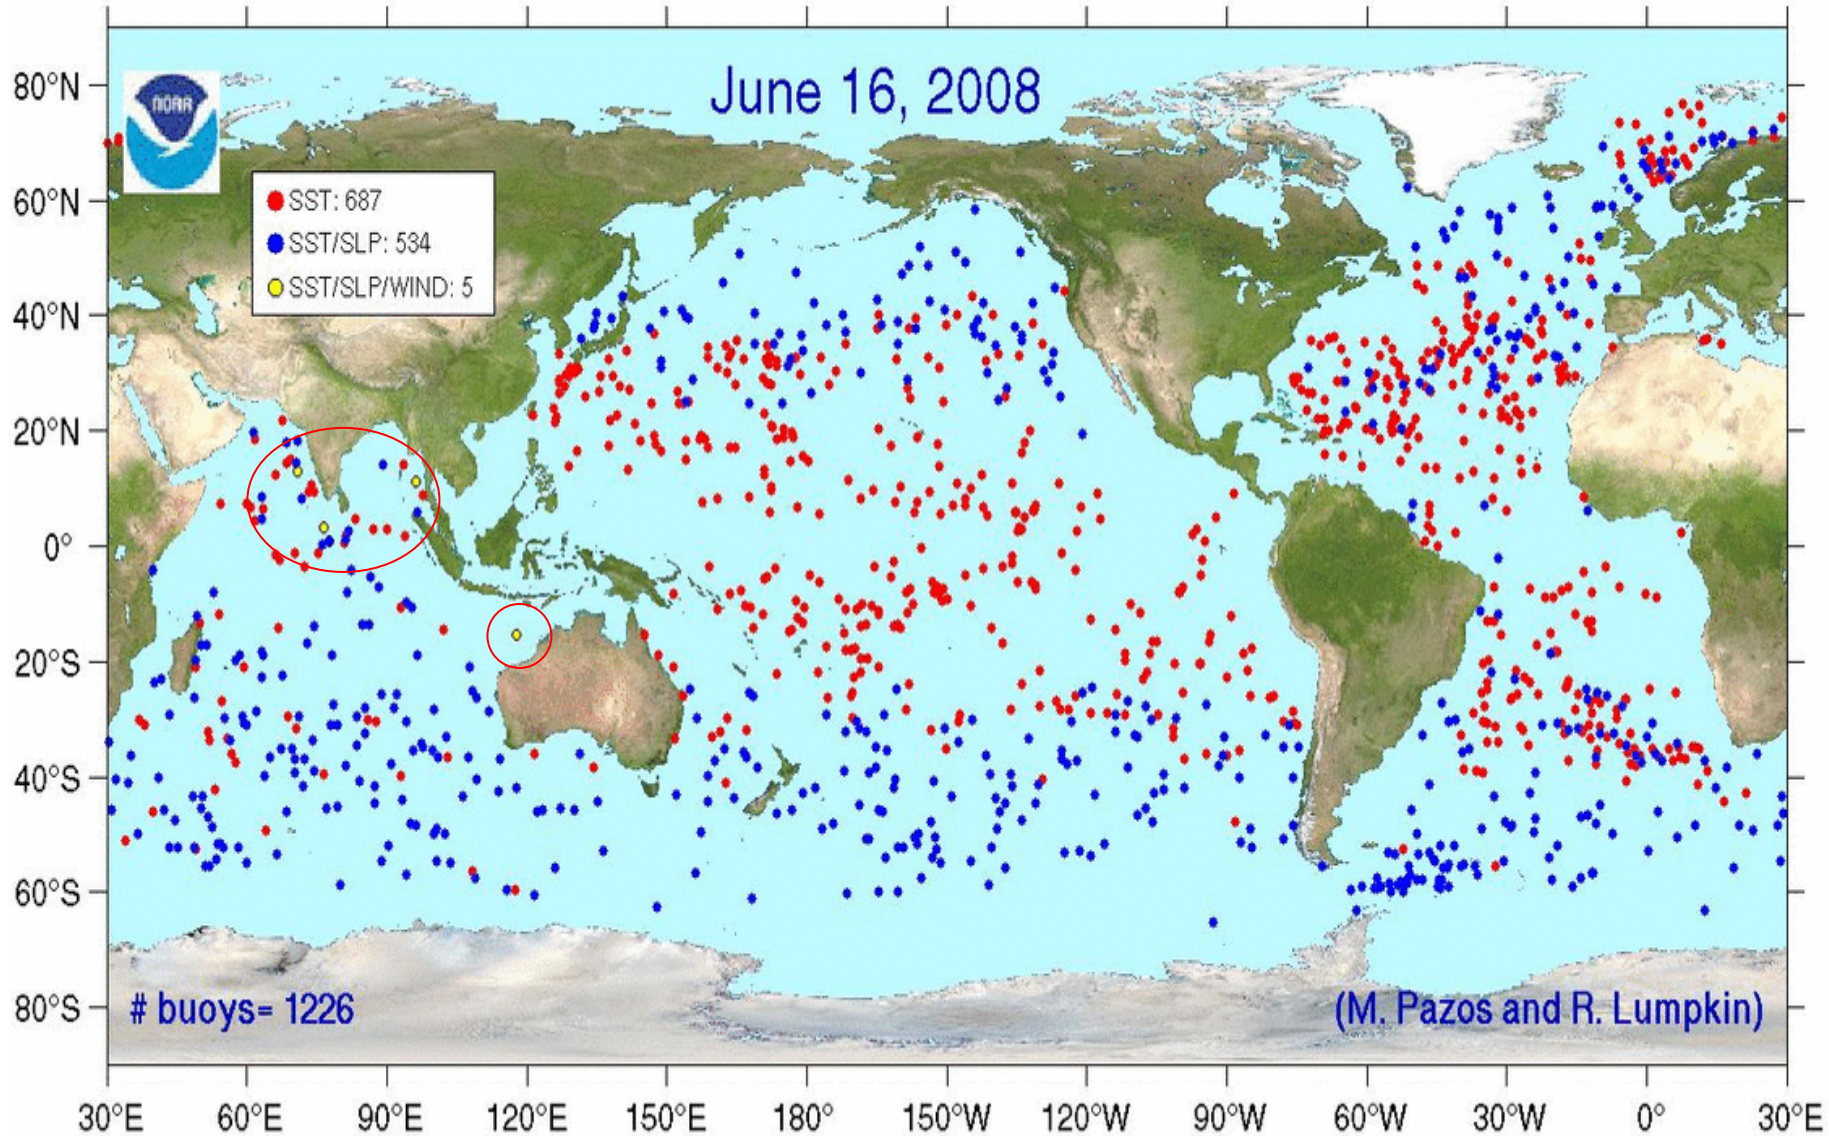 June 16, 2008
NOAA
SST: 687
SST/SLP: 534
SST/SLP/WIND: 5
80°N
60°N
40°N
20°N
0°
20°S
40°S
60°S
80°S
# buoys= 1226
(M. Pazos and R. Lumpkin)
30°E 60°E 90°E 120°E 150°E 180° 150°W 120°W 90°W 60°W 30°W 0° 30°E